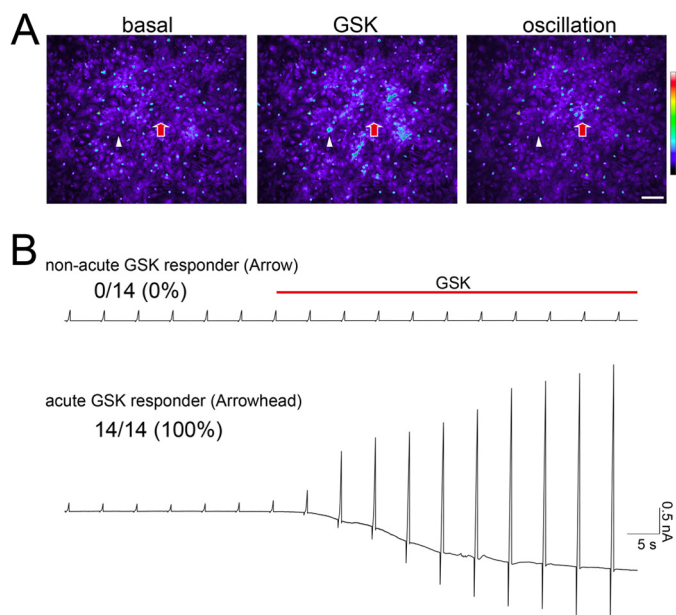 A
basal
GSK
oscillation
B
non-acute GSK responder (Arrow)
0/14 (0%)
GSK
acute GSK responder (Arrowhead)
14/14 (100%)
0.5 nA
5 s